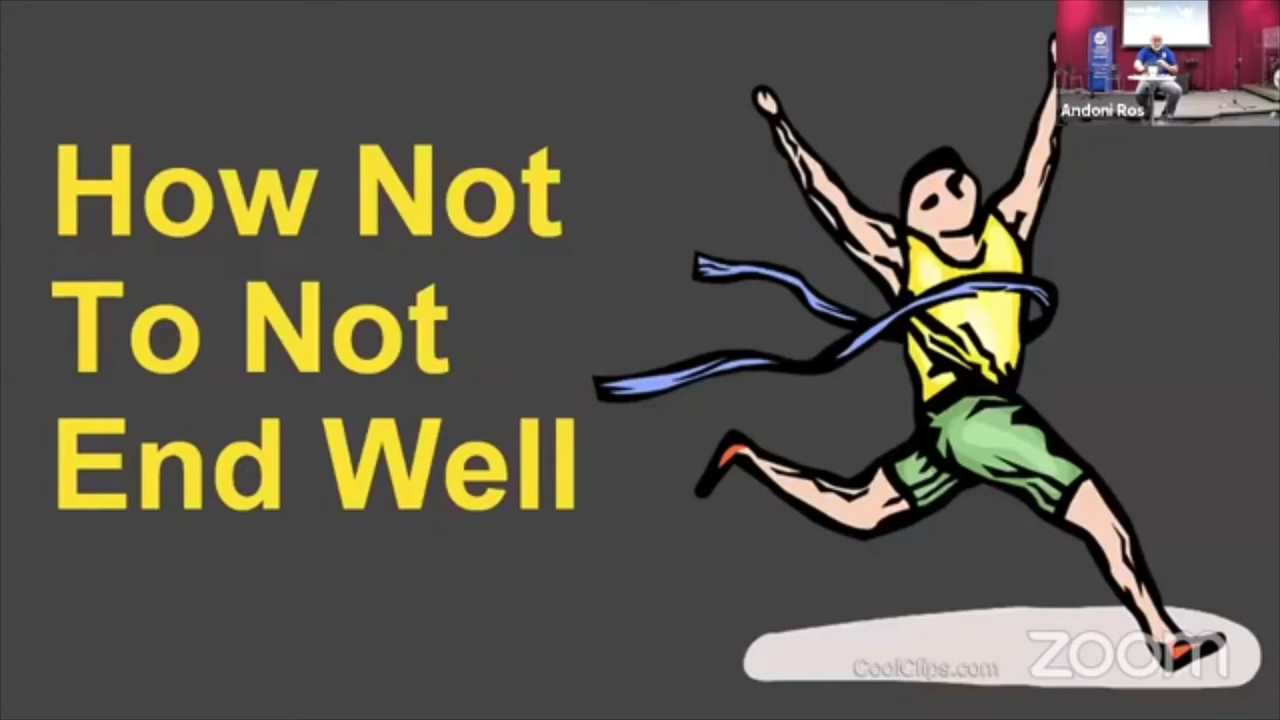 How Not
To Not
End Well
Andoni Ros
CoolClips.com
zoom